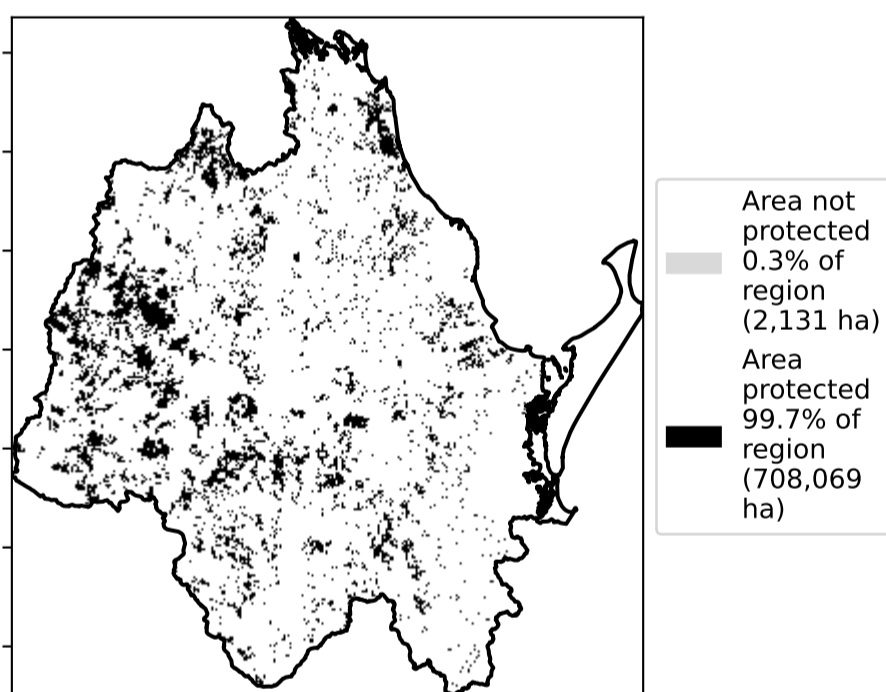 Area not
protected
0.3% of
region
(2,131 ha)
Area
protected
99.7% of
region
(708,069
ha)